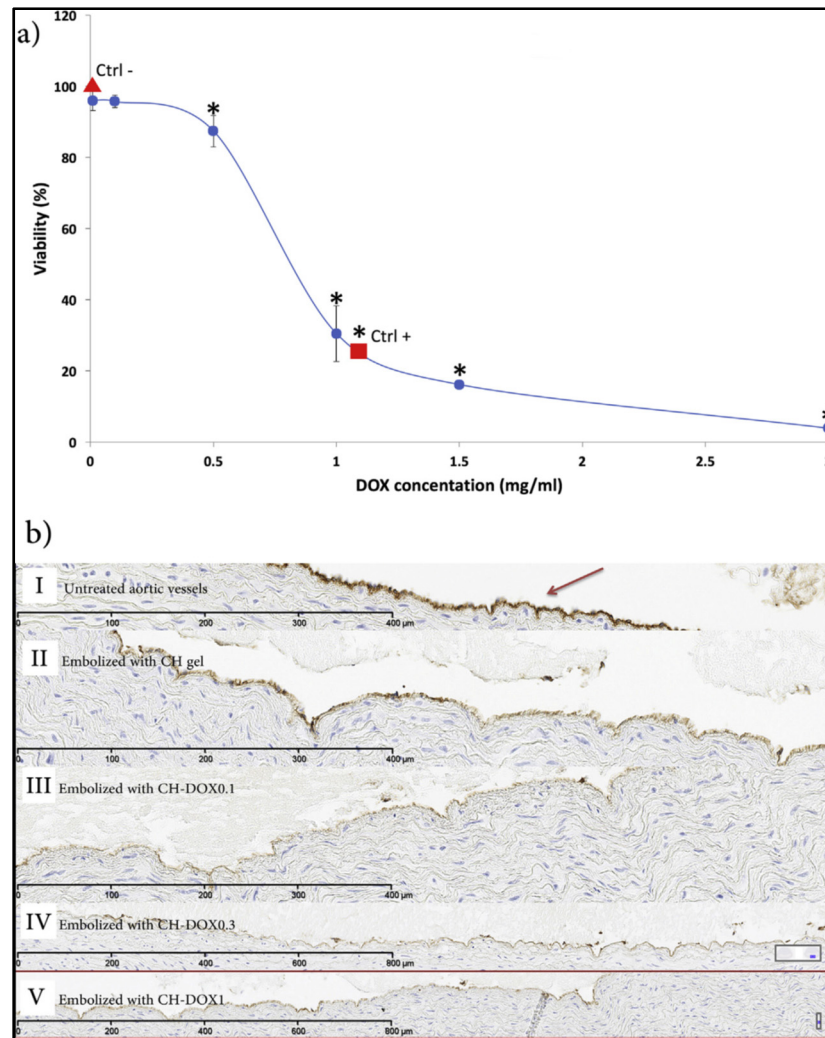 a)
120
100
80
60
40
20
0
Viability (%)
Ctrl -
*
*
*
Ctrl +
*
*
0
0.5
1
1.5
2
2.5
DOX concentation (mg/ml)
b)
I
Untreated aortic vessels
0
100
200
300
400 µm
II
Embolized with CH gel
0
100
200
300
400 µm
III
Embolized with CH-DOX0.1
0
100
200
300
400 µm
IV
Embolized with CH-DOX0.3
0
200
400
600
800 µm
V
Embolized with CH-DOX1
0
200
400
600
800 µm